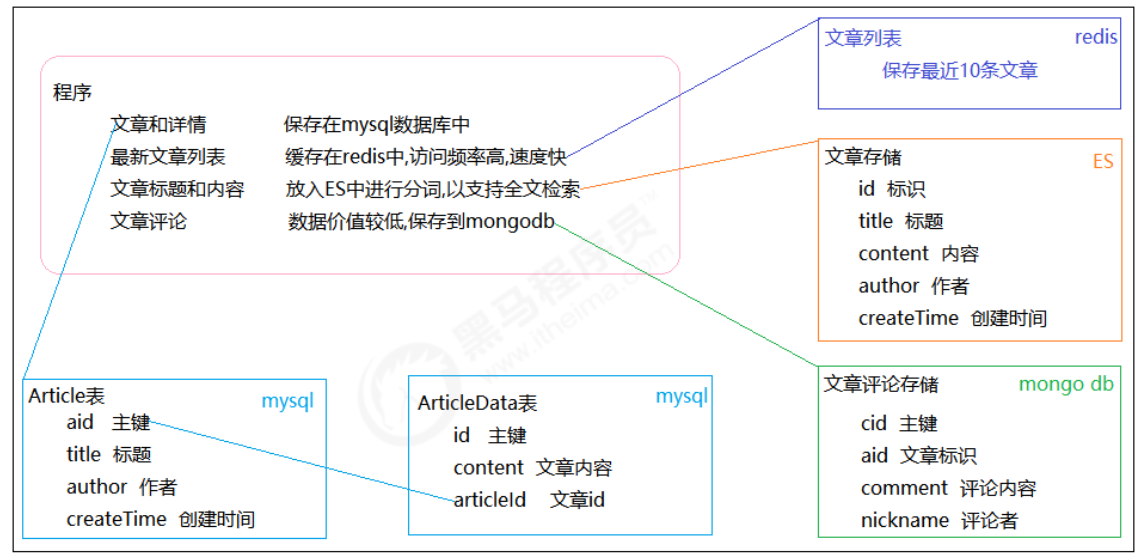 程序
文章和详情 保存在mysql数据库中
最新文章列表 缓存在redis中,访问频率高,速度快
文章标题和内容 放入ES中进行分词,以支持全文检索
文章评论 数据价值较低,保存到mongodb
文章列表 redis
保存最近10条文章
文章存储 ES
id 标识
title 标题
content 内容
author 作者
createTime 创建时间
Article表 mysql
aid 主键
title 标题
author 作者
createTime 创建时间
ArticleData表 mysql
id 主键
content 文章内容
articleId 文章id
文章评论存储 mongo db
cid 主键
aid 文章标识
comment 评论内容
nickname 评论者
黑马程序员™
www.itheima.com